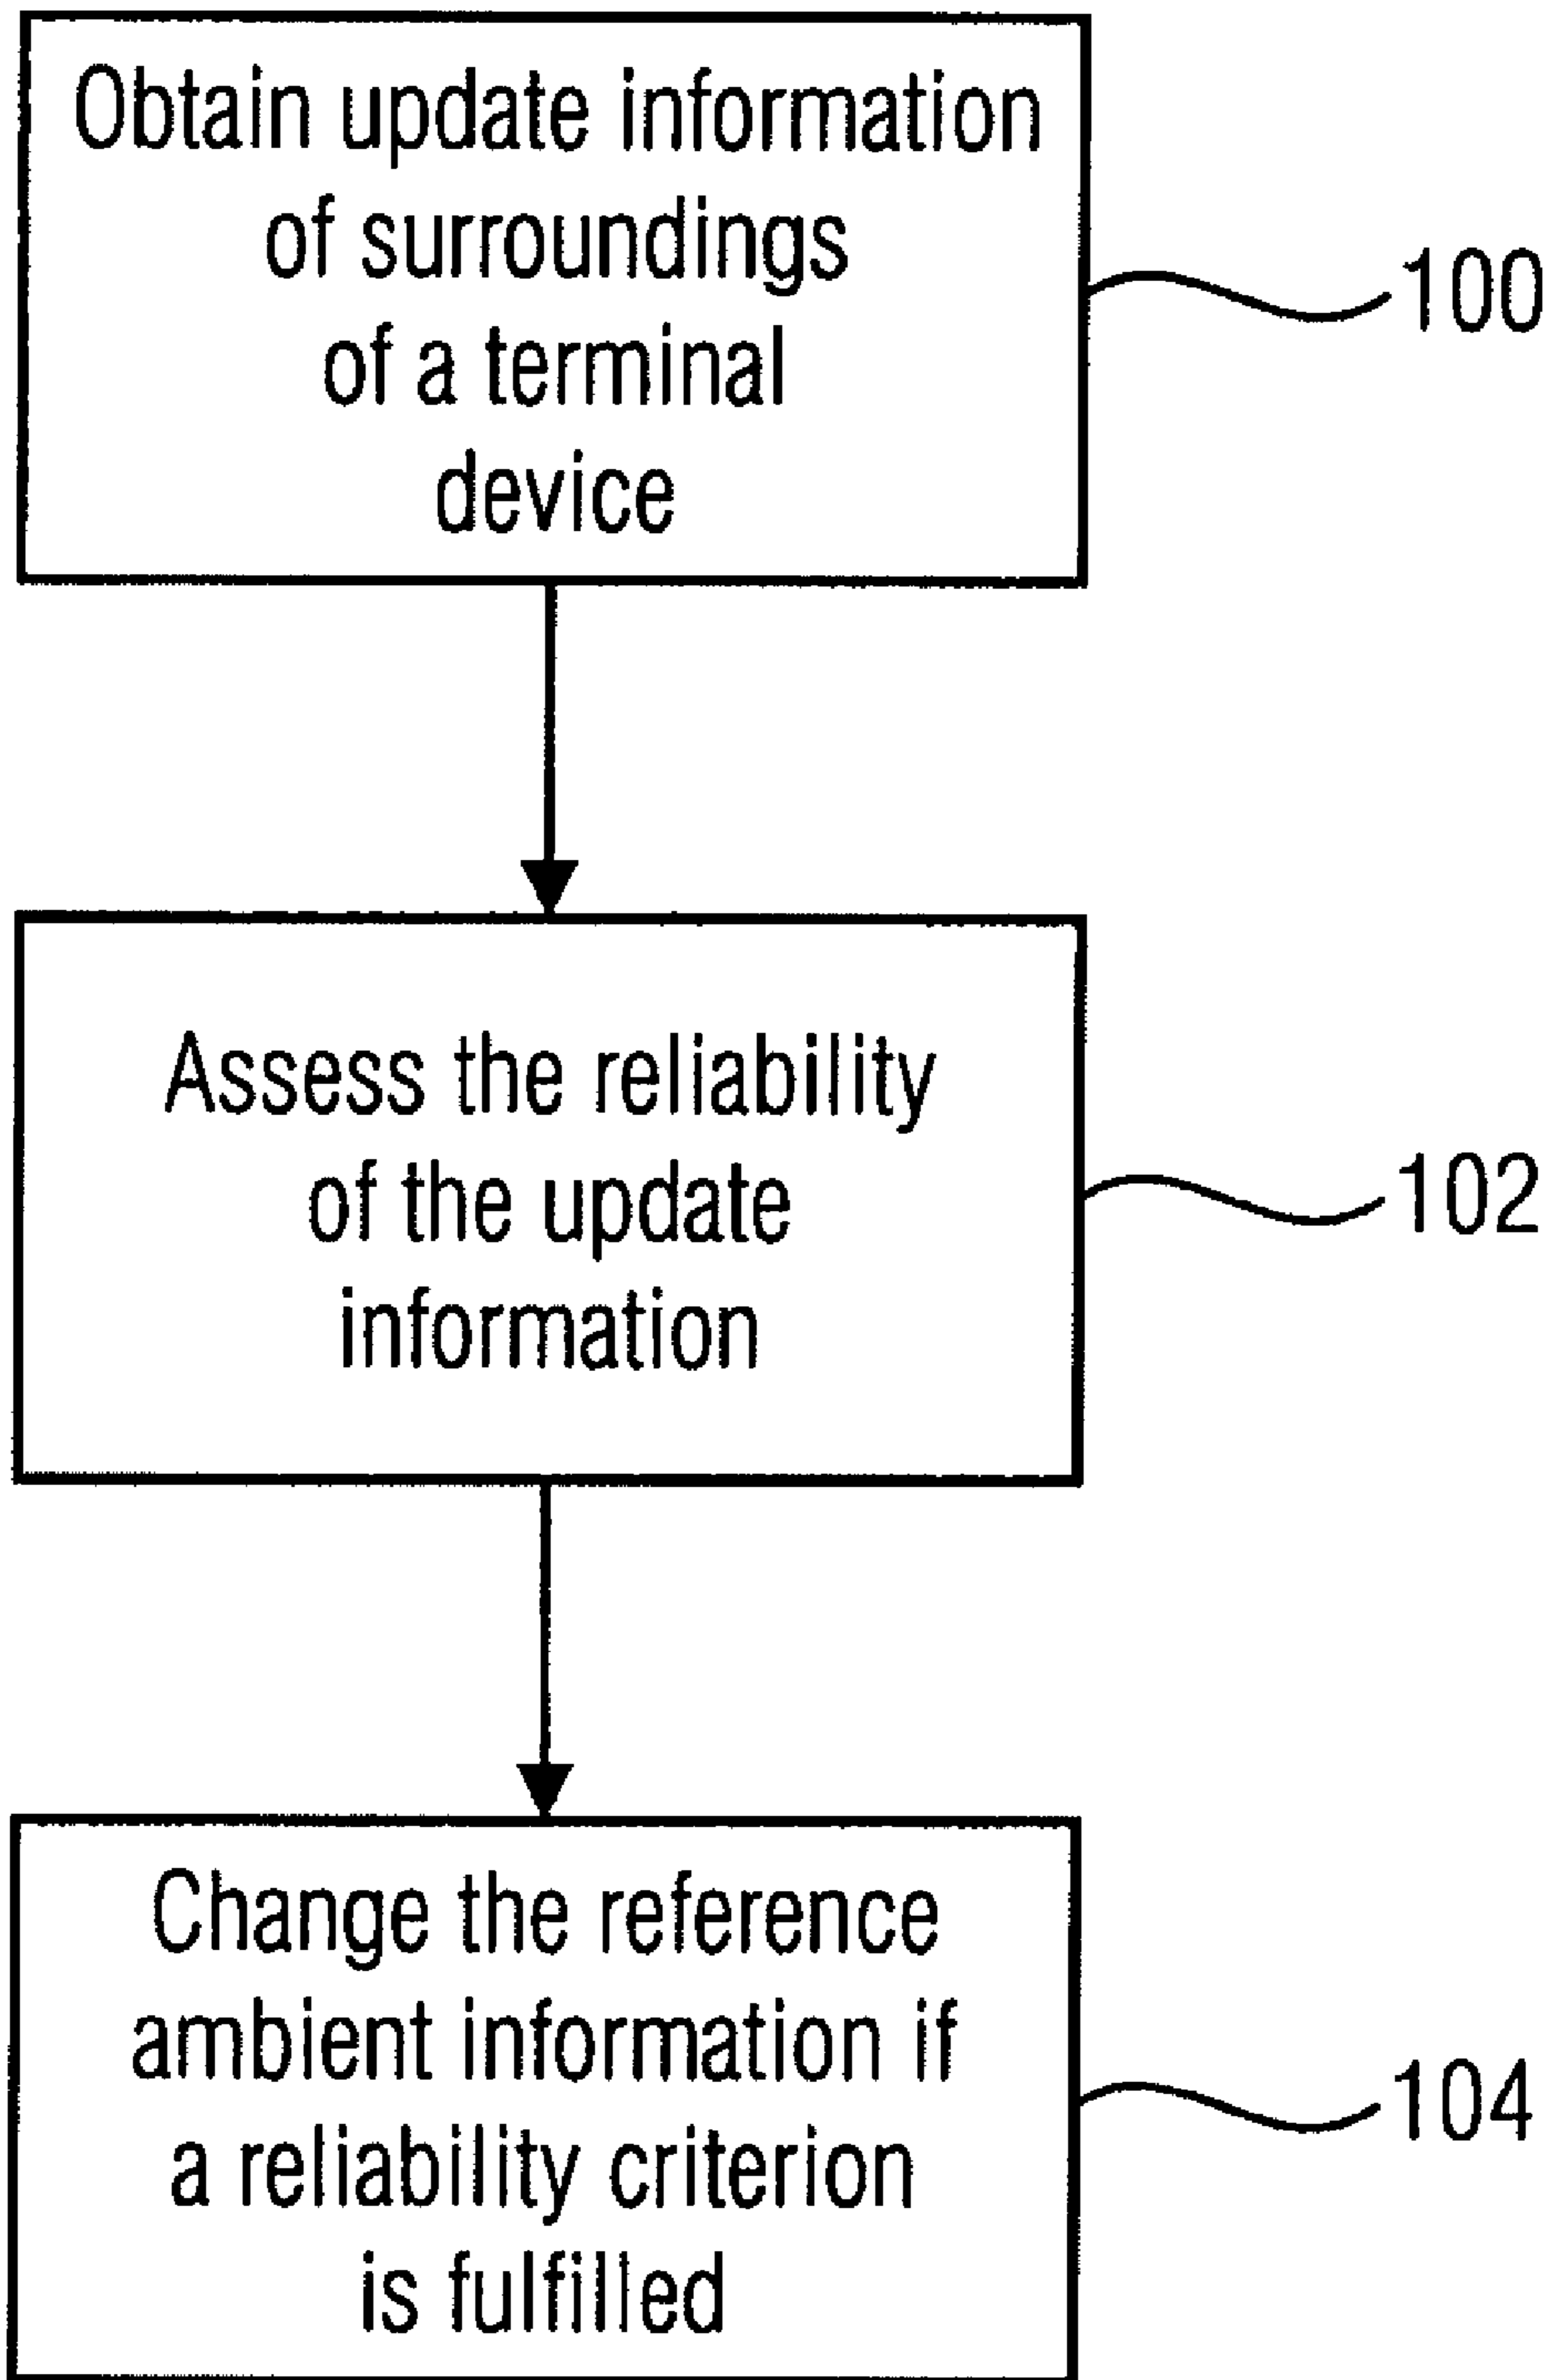 Obtain update information
of surroundings
of a terminal
device
100
Assess the reliability
of the update
information
102
Change the reference
ambient information if
a reliability criterion
is fulfilled
104